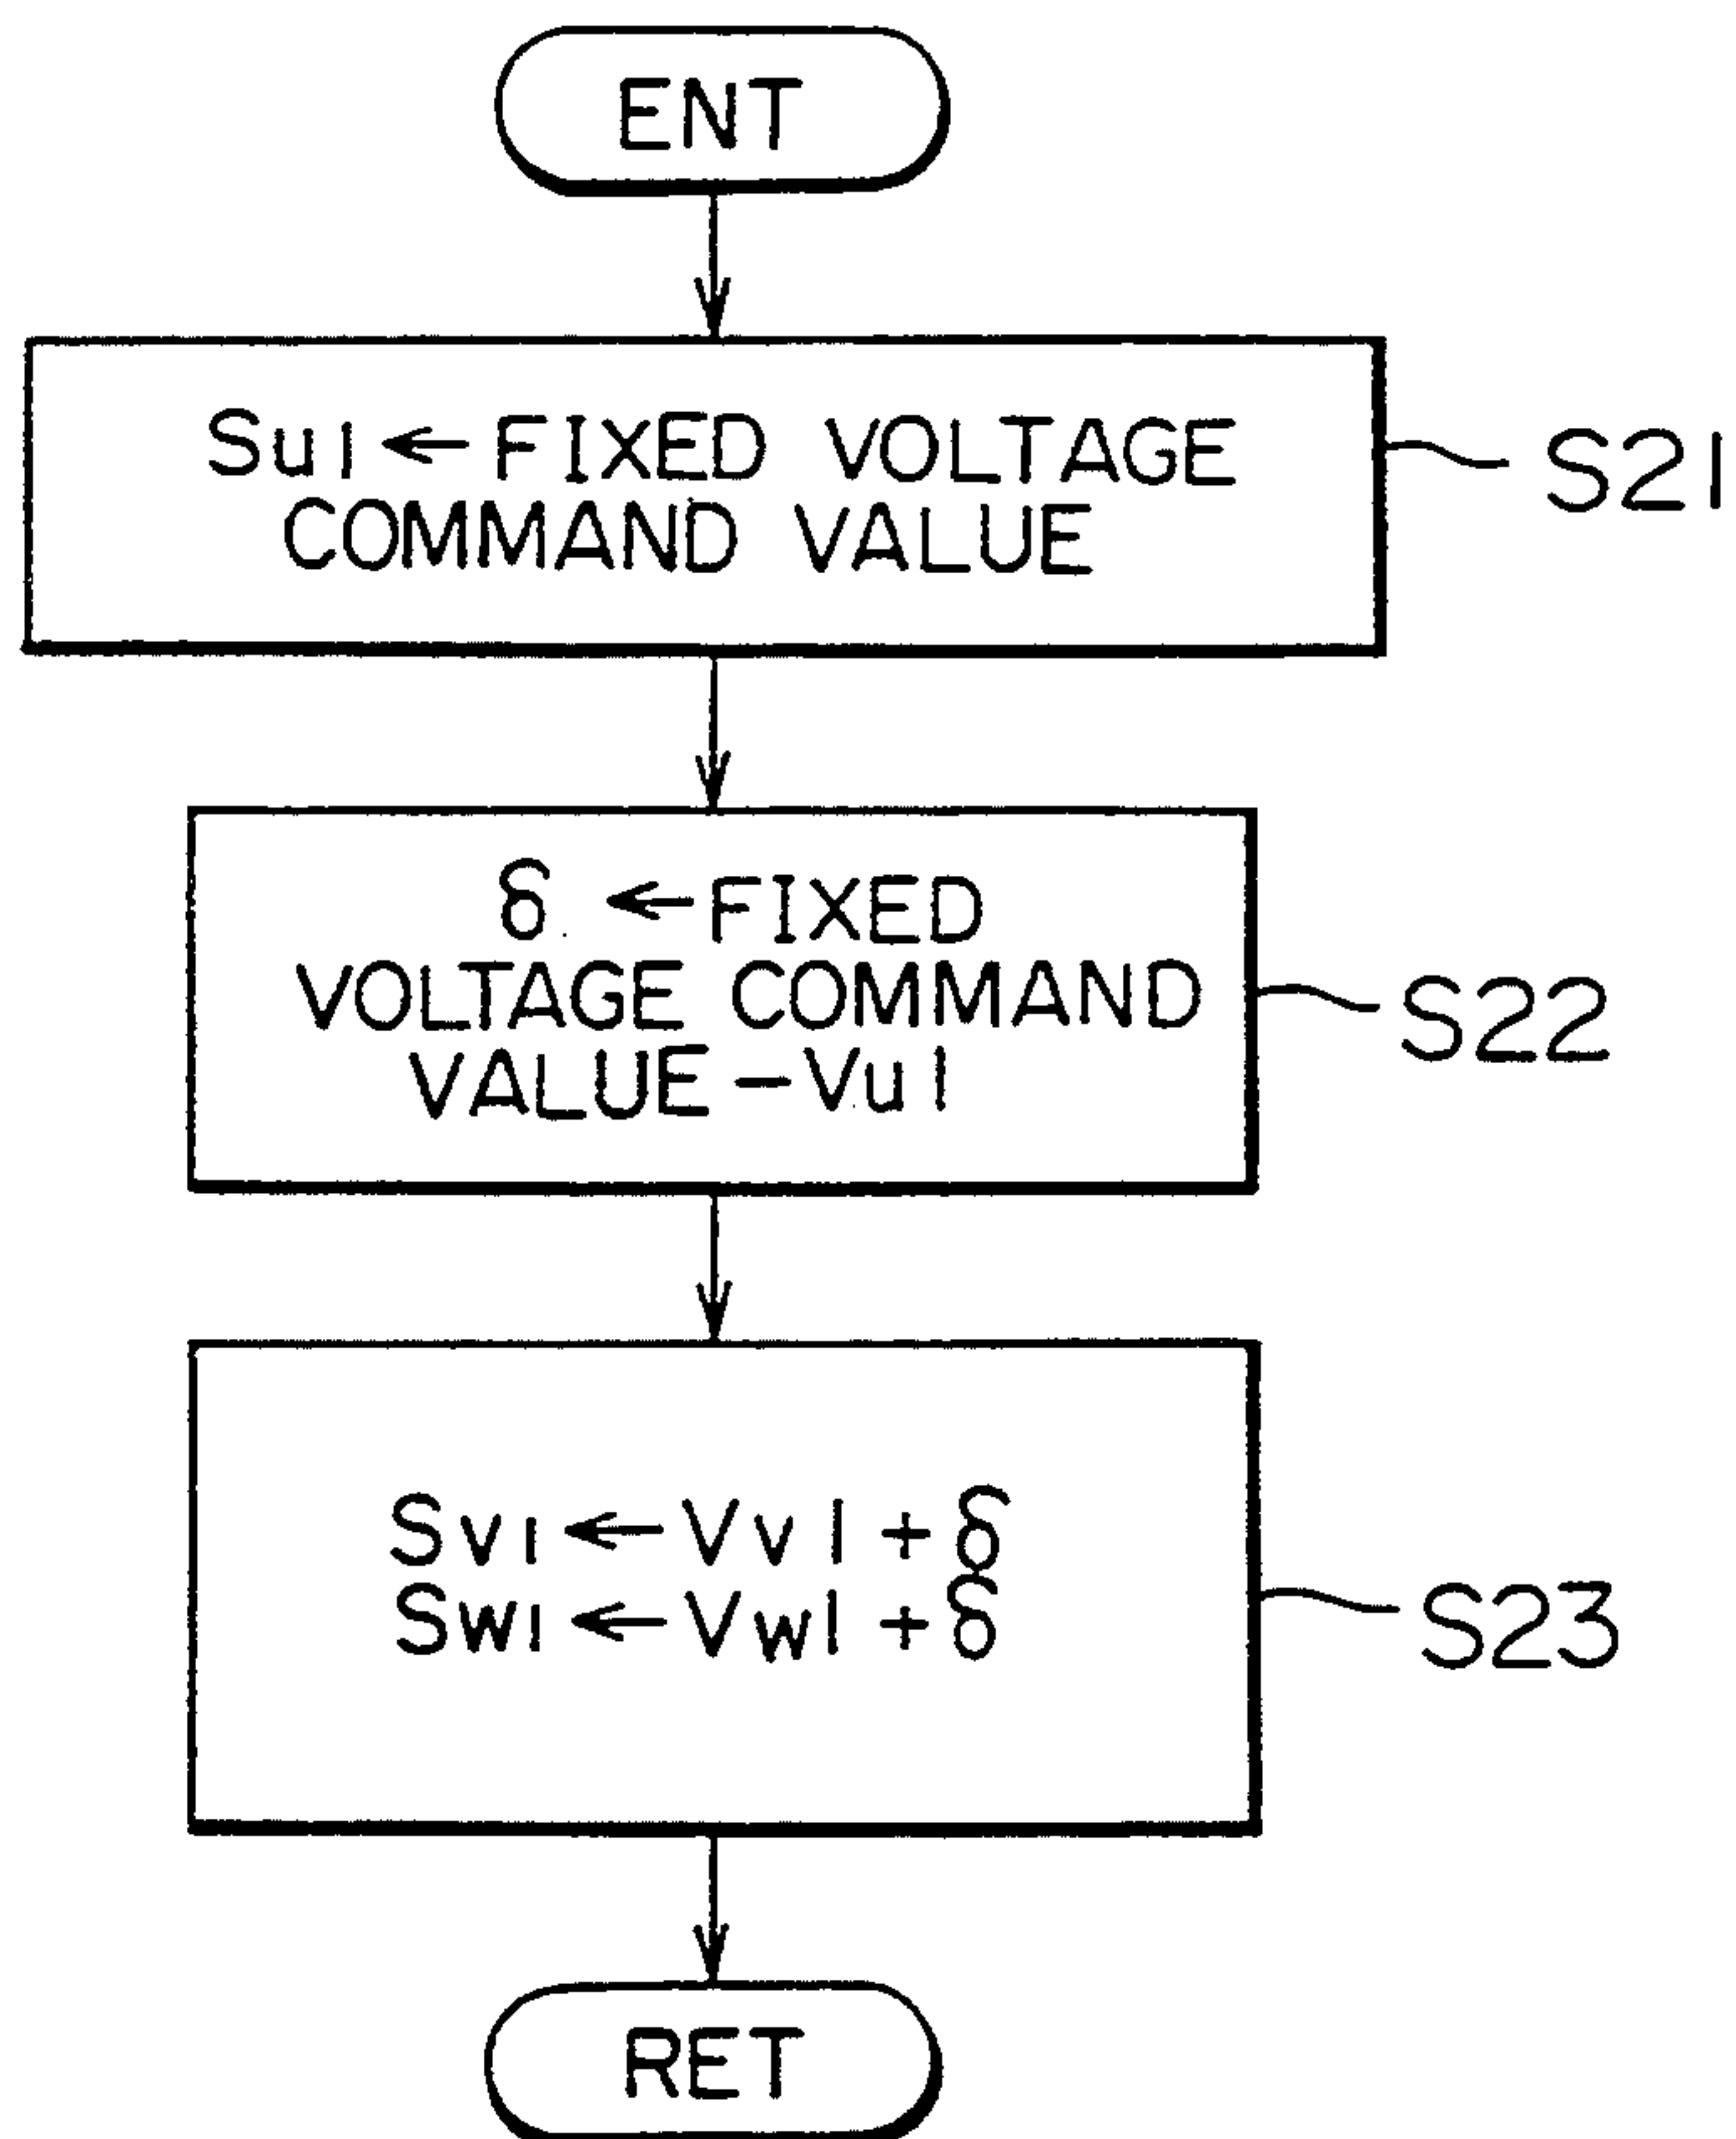 ENT
Su1←FIXED VOLTAGE
COMMAND VALUE
S21
δ ←FIXED
VOLTAGE COMMAND
VALUE-Vu1
S22
Sv1←Vv1+δ
Sw1←Vw1+δ
S23
RET